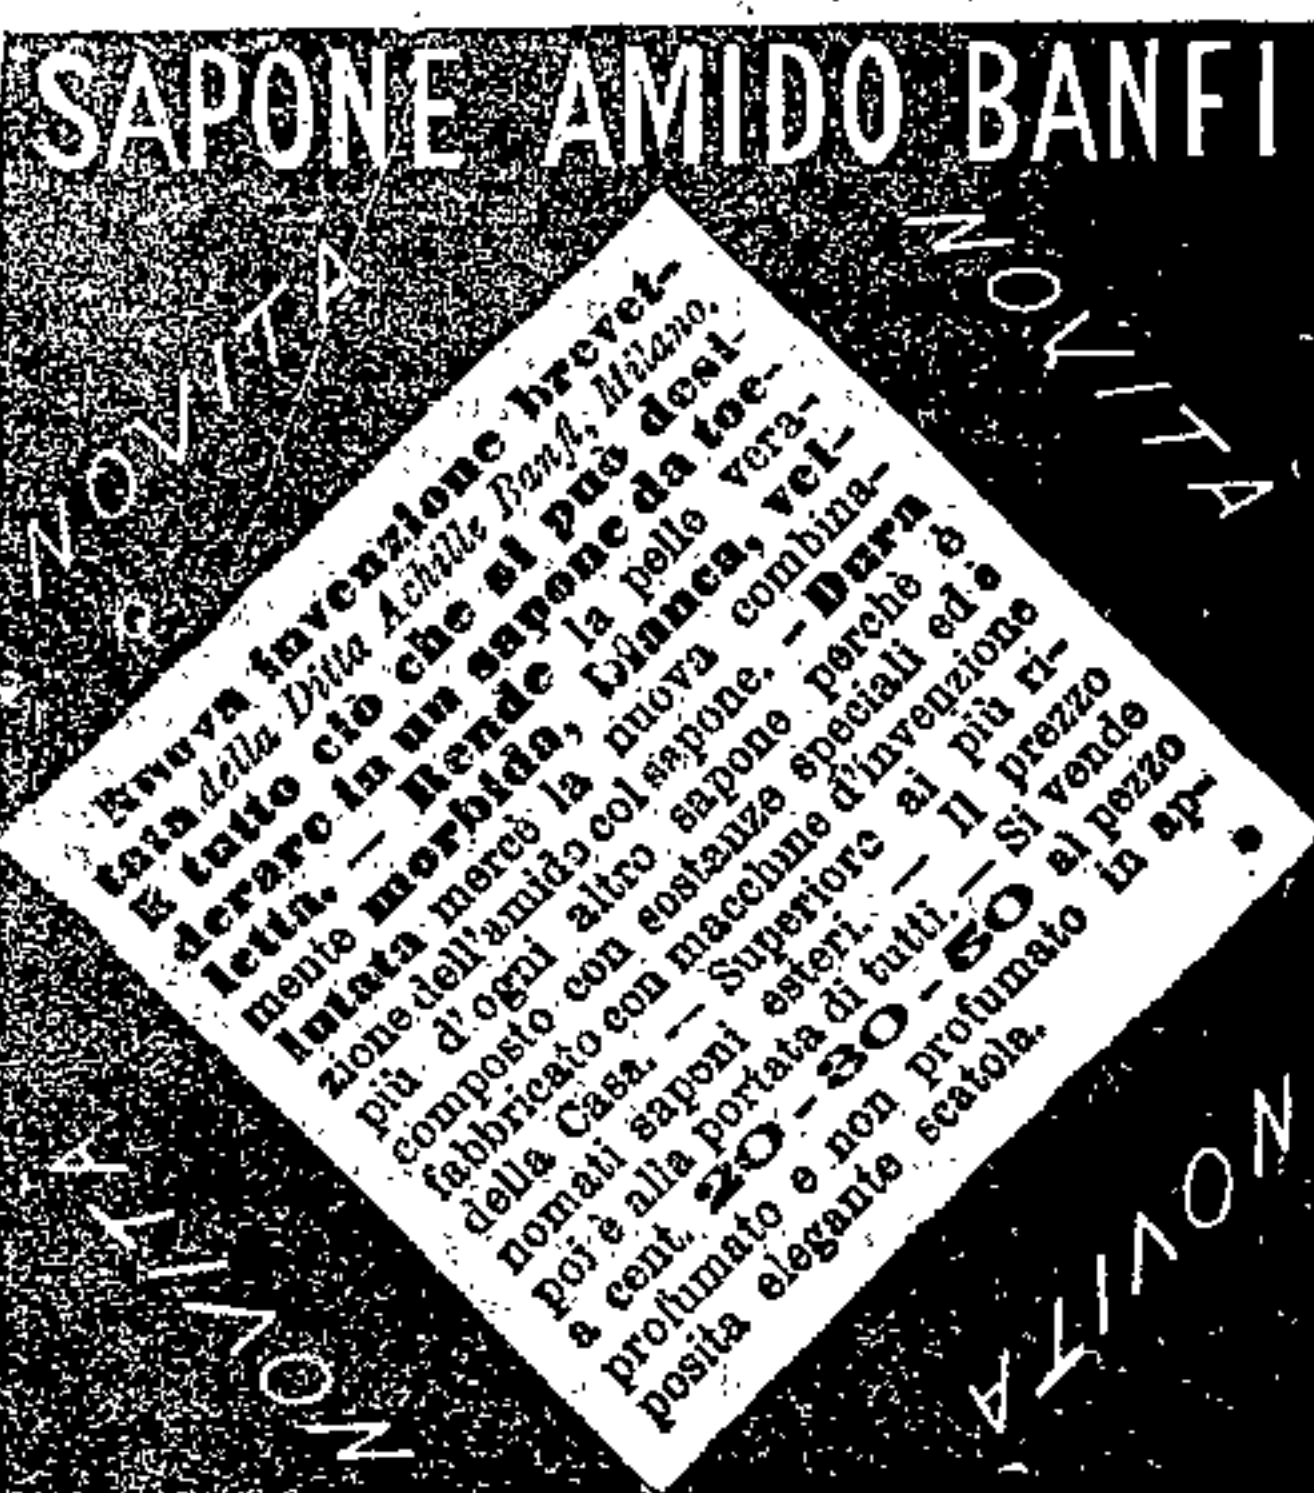 SAPONE AMIDO BANFI
NOVITÀ
NOVITÀ
Nuova invenzione brevet-
tata della Ditta Achille Banfi, Milano.
È tutto ciò che si può desi-
derare in un sapone da toe-
letta. — Rende la pelle vera-
mente morbida, bianca, vel-
lutata mercè la nuova combina-
zione dell'amido col sapone. — Dura
più d'ogni altro sapone perchè è
composto con sostanze speciali ed è
fabbricato con macchine d'invenzione
della Casa. — Superiore ai più ri-
nomati saponi esteri. — Il prezzo
poi è alla portata di tutti. — Si vende
a cent. 20 - 30 - 50 al pezzo
profumato e non profumato in ap-
posita elegante scatola.
NOVITÀ
NOVITÀ